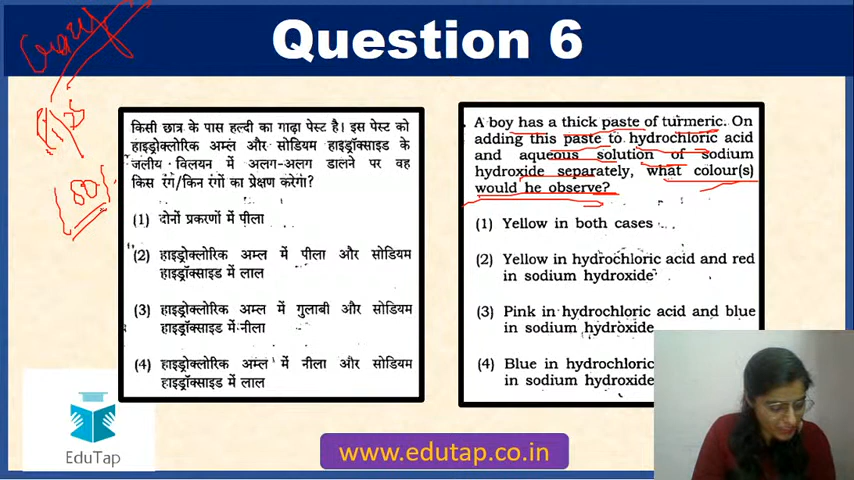 Question 6
Crazy
किसी छात्र के पास हल्दी का गाढ़ा पेस्ट है। इस पेस्ट को
हाइड्रोक्लोरिक अम्ल और सोडियम हाइड्रॉक्साइड के
जलीय विलयन में अलग-अलग डालने पर वह
किस रंग/किन रंगों का प्रेक्षण करेगा?
(1) दोनों प्रकरणों में पीला
(2) हाइड्रोक्लोरिक अम्ल में पीला और सोडियम
हाइड्रॉक्साइड में लाल
(3) हाइड्रोक्लोरिक अम्ल में गुलाबी और सोडियम
हाइड्रॉक्साइड में नीला
(4) हाइड्रोक्लोरिक अम्ल में नीला और सोडियम
हाइड्रॉक्साइड में लाल
A boy has a thick paste of turmeric. On
adding this paste to hydrochloric acid
and aqueous solution of sodium
hydroxide separately, what colour(s)
would he observe?
(1) Yellow in both cases
(2) Yellow in hydrochloric acid and red
in sodium hydroxide
(3) Pink in hydrochloric acid and blue
in sodium hydroxide
(4) Blue in hydrochloric
in sodium hydroxide
EduTap
www.edutap.co.in